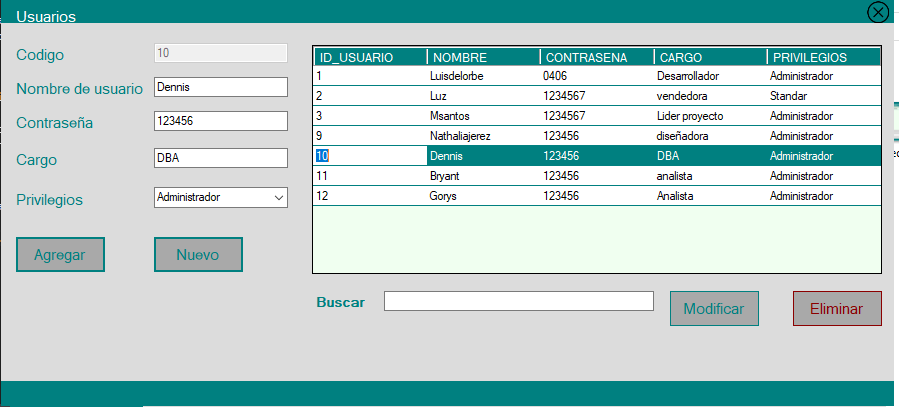 Usuarios
Codigo 10
Nombre de usuario Dennis
Contraseña 123456
Cargo DBA
Privilegios Administrador
Agregar Nuevo
ID_USUARIO NOMBRE CONTRASENA CARGO PRIVILEGIOS
1 Luisdelorbe 0406 Desarrollador Administrador
2 Luz 1234567 vendedora Standar
3 Msantos 1234567 Lider proyecto Administrador
9 Nathaliajerez 123456 diseñadora Administrador
10 Dennis 123456 DBA Administrador
11 Bryant 123456 analista Administrador
12 Gorys 123456 Analista Administrador
Buscar Modificar Eliminar